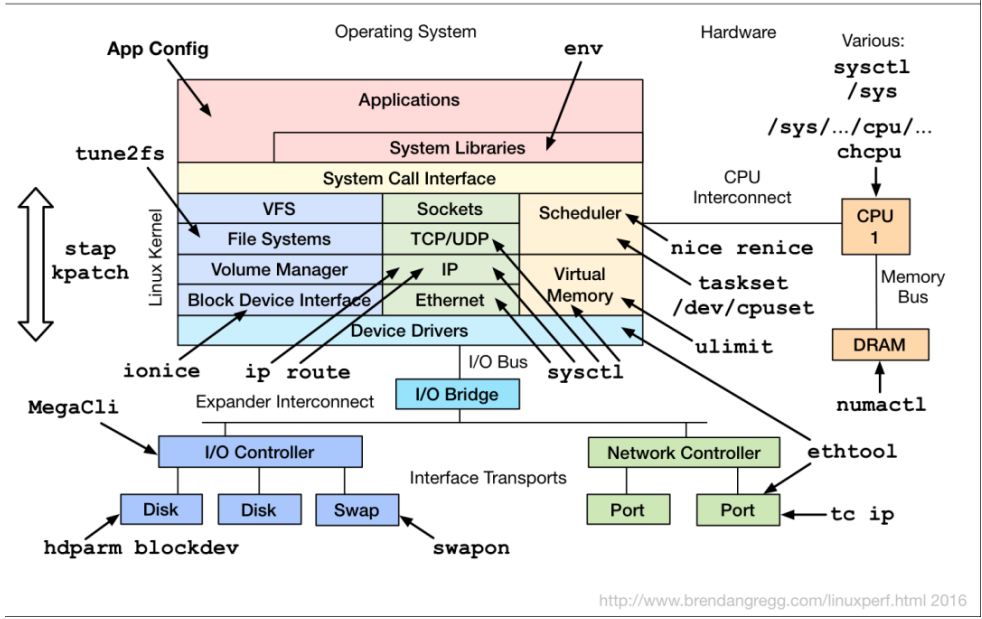 Operating System
Hardware
Various:
sysctl
/sys
App Config
env
Applications
/sys/.../cpu/...
chcpu
System Libraries
tune2fs
System Call Interface
CPU
Interconnect
Linux Kernel
VFS
Sockets
Scheduler
CPU
1
File Systems
TCP/UDP
nice renice
stap
kpatch
Volume Manager
IP
Virtual
Memory
taskset
/dev/cpuset
Memory
Bus
Block Device Interface
Ethernet
Device Drivers
ulimit
DRAM
ionice
ip route
I/O Bus
sysctl
I/O Bridge
numactl
MegaCli
Expander Interconnect
I/O Controller
Network Controller
ethtool
Interface Transports
Disk
Disk
Swap
Port
Port
tc ip
hdparm blockdev
swapon
http://www.brendangregg.com/linuxperf.html 2016